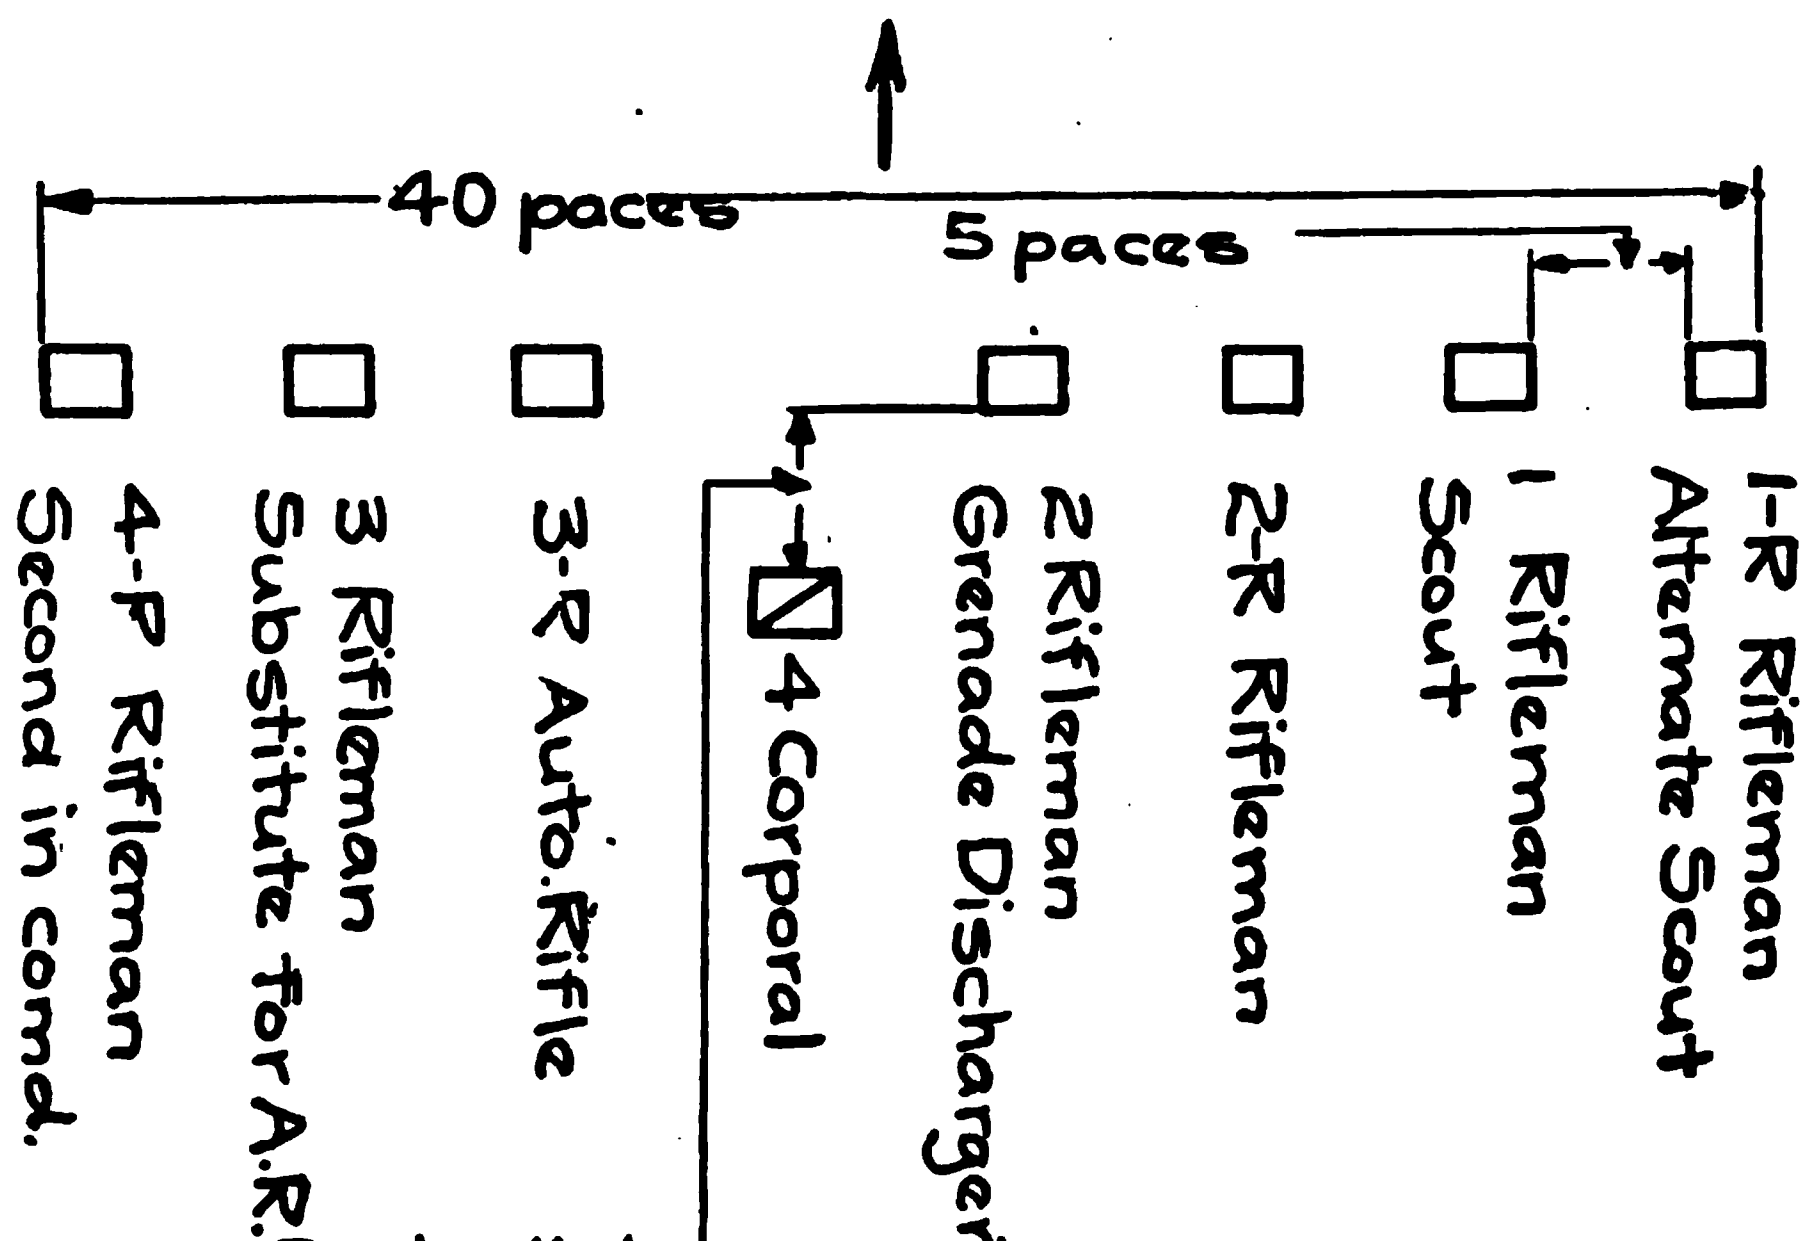 40 paces
5 paces
4-P Rifleman
Second in comd.
3 Rifleman
Substitute for A.R.
3-R Auto. Rifle
4 Corporal
2 Rifleman
Grenade Discharger
2-R Rifleman
1 Rifleman
Scout
1-R Rifleman
Alternate Scout